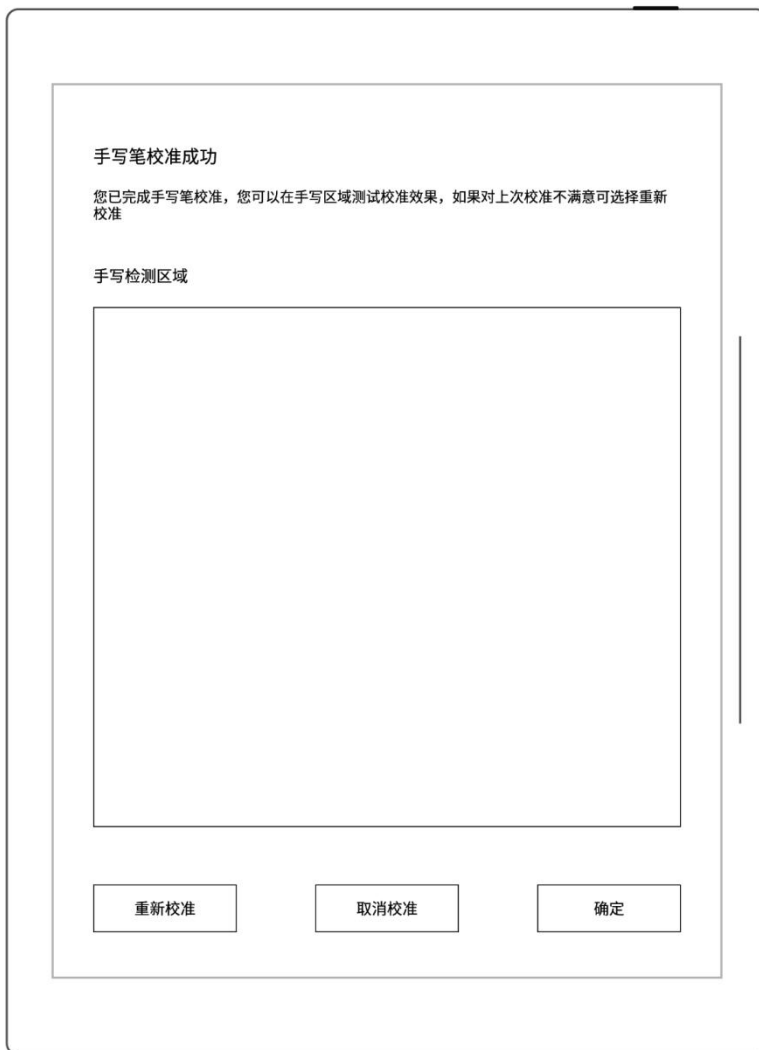 手写笔校准成功
您已完成手写笔校准，您可以在手写区域测试校准效果，如果对上次校准不满意可选择重新
校准
手写检测区域
重新校准
取消校准
确定